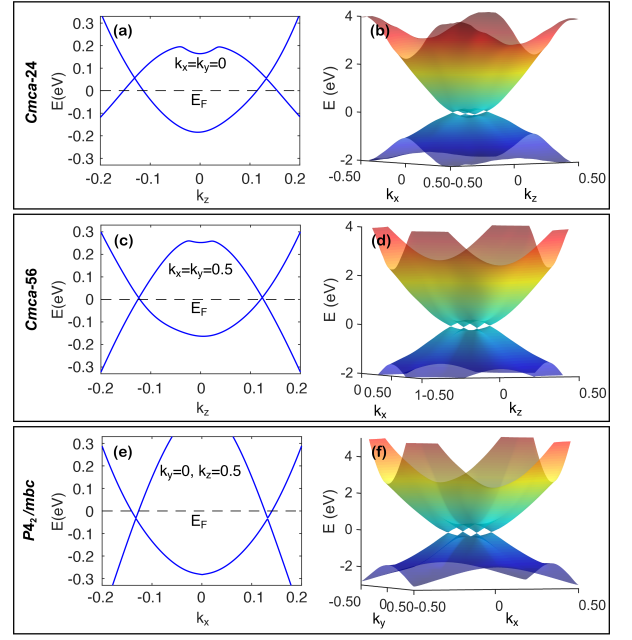 Cmca-24
(a)
E(eV)
0.3
0.2
0.1
0
-0.1
-0.2
-0.3
kx=ky=0
EF
-0.2 -0.1 0 0.1 0.2
kz
(b)
E (eV)
4
2
0
-2
-0.50 0 0.50-0.50 0 0.50
kx kz
Cmca-56
(c)
E(eV)
0.3
0.2
0.1
0
-0.1
-0.2
-0.3
kx=ky=0.5
EF
-0.2 -0.1 0 0.1 0.2
kz
(d)
E (eV)
4
2
0
-2
0 0.50 1-0.50 0 0.50
kx kz
P42/mbc
(e)
E(eV)
0.3
0.2
0.1
0
-0.1
-0.2
-0.3
ky=0, kz=0.5
EF
-0.2 -0.1 0 0.1 0.2
kx
(f)
E (eV)
4
2
0
-2
-0.50 0 0.50-0.50 0 0.50
ky kx